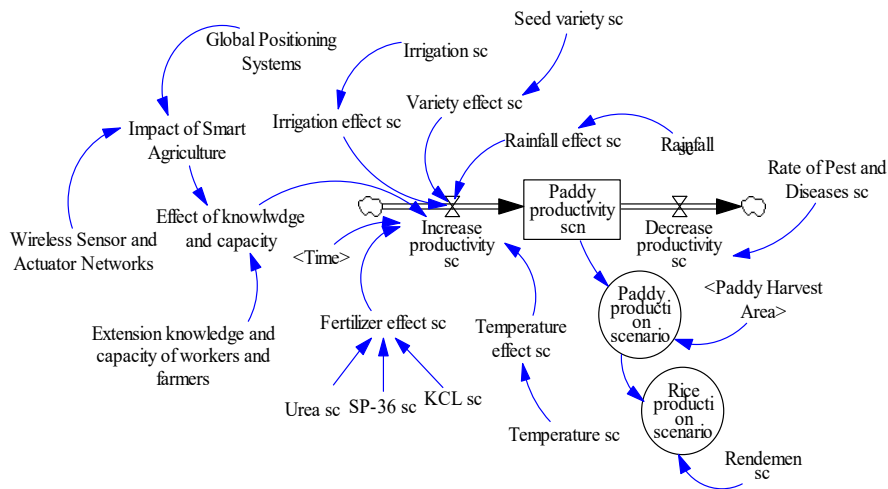 Seed variety sc
Global Positioning
Systems
Irrigation sc
Variety effect sc
Irrigation effect sc
Impact of Smart
Agriculture
Rainfall effect sc
Rainfall
sc
Rate of Pest and
Diseases sc
Paddy
productivity
scn
Effect of knowlwdge
and capacity
Increase
productivity
sc
Decrease
productivity
sc
Wireless Sensor and
Actuator Networks
<Time>
<Paddy Harvest
Area>
Paddy
producti
on
scenario
Extension knowledge and
capacity of workers and
farmers
Fertilizer effect sc
Temperature
effect sc
Urea sc
SP-36 sc
KCL sc
Rice
producti
on
scenario
Temperature sc
Rendemen
sc